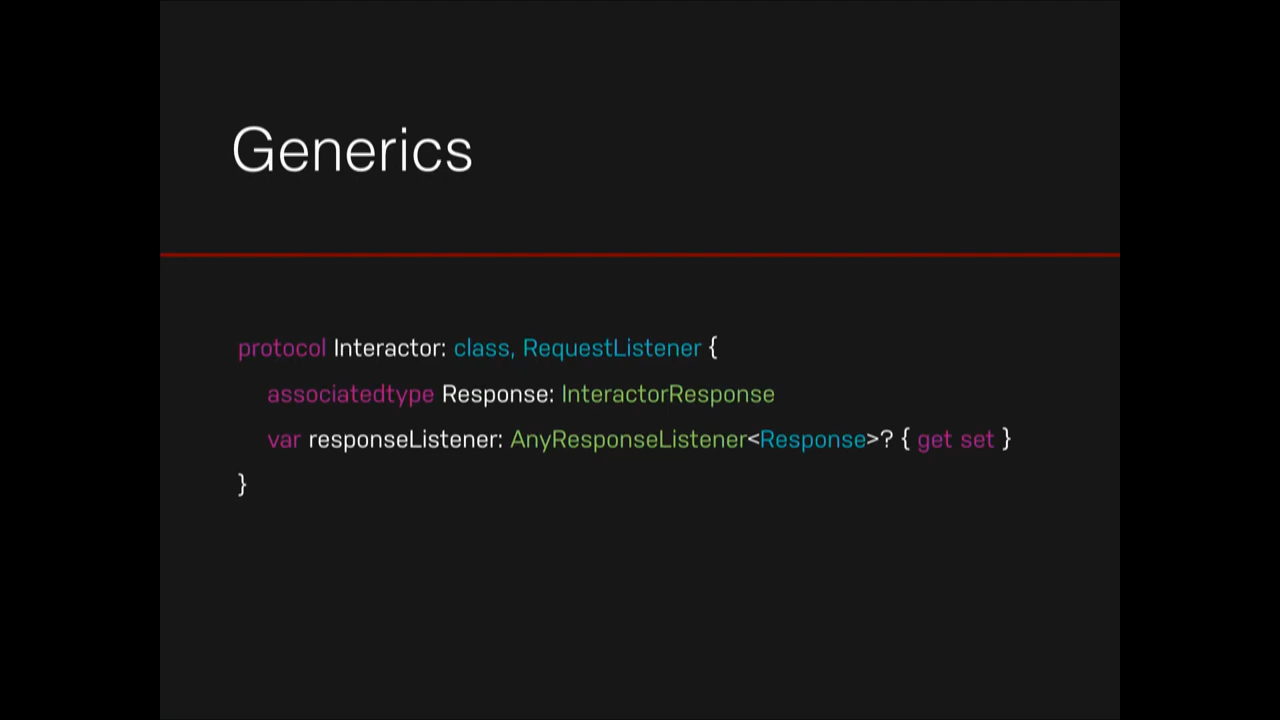 Generics
protocol Interactor: class, RequestListener {
associatedtype Response: InteractorResponse
var responseListener: AnyResponseListener<Response>? { get set }
}